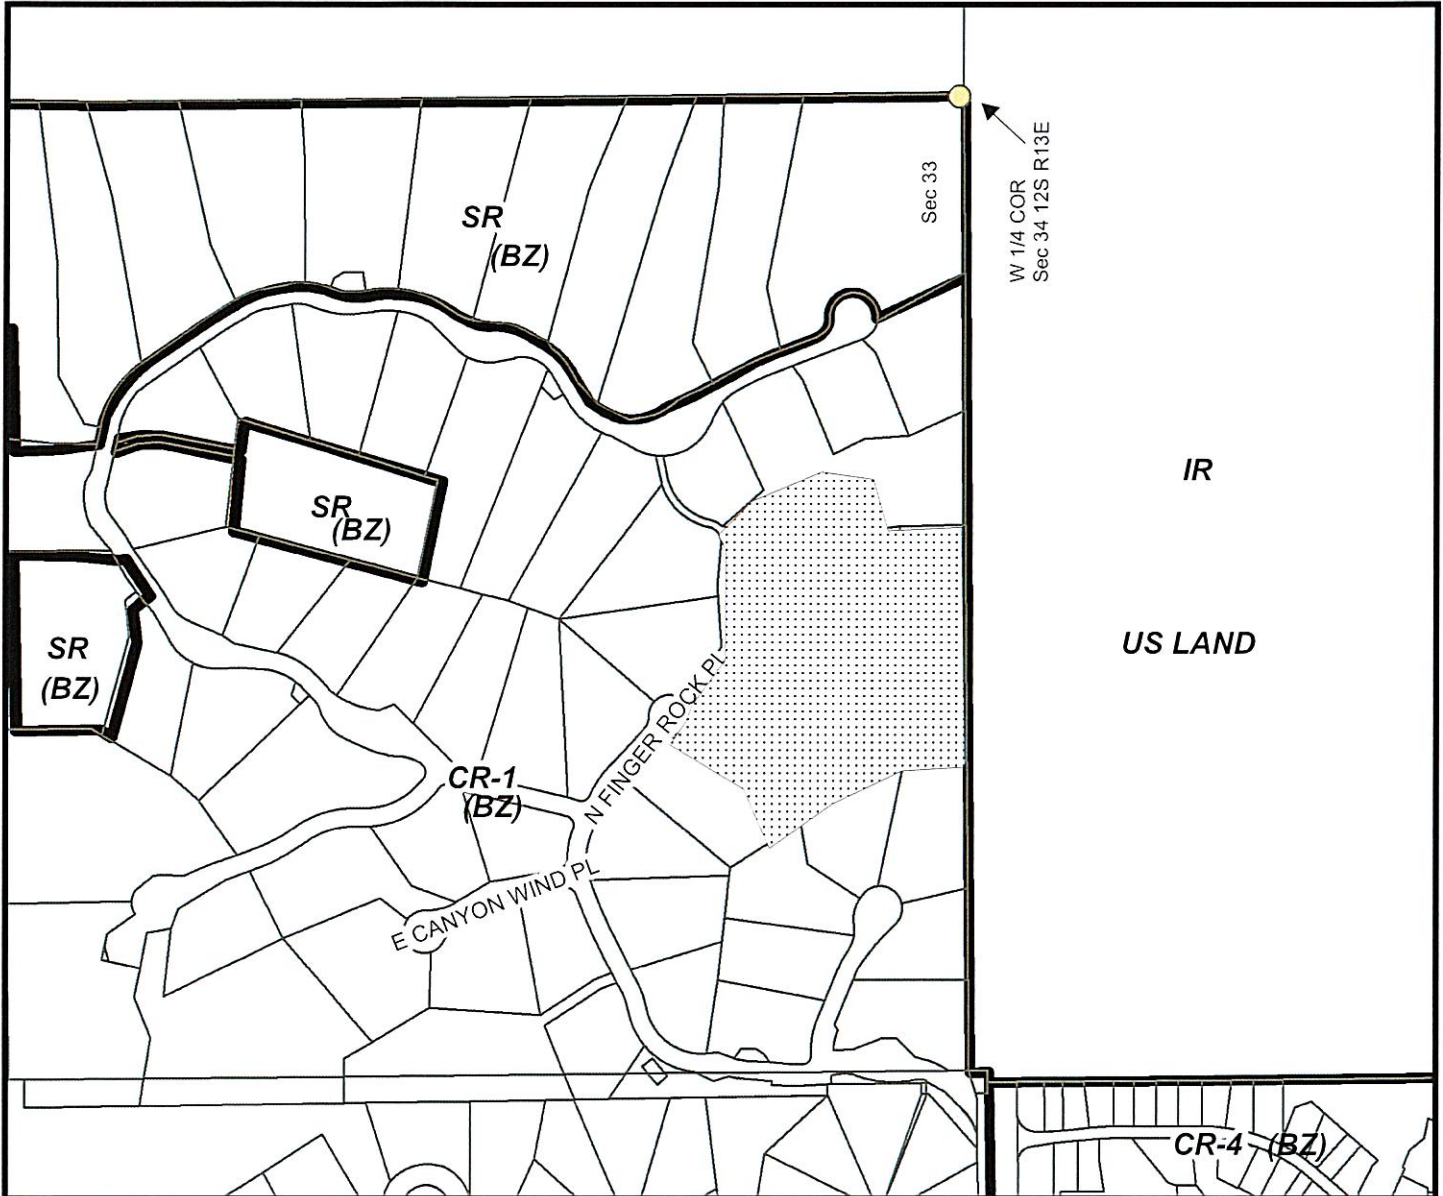 Sec 33
W 1/4 COR
Sec 34 12S R13E
SR
(BZ)
IR
SR
(BZ)
US LAND
SR
(BZ)
N FINGER ROCK PL
CR-1
(BZ)
E CANYON WIND PL
CR-4 (BZ)